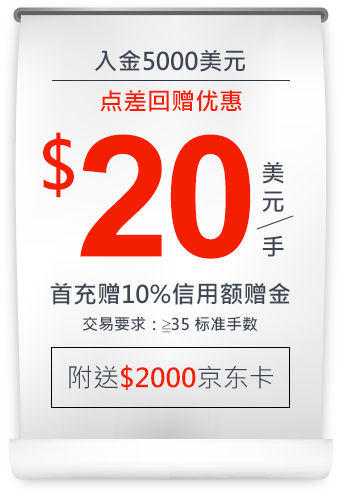 入金5000美元
点差回赠优惠
$20美元/手
首充赠10%信用额赠金
交易要求：≧35 标准手数
附送$2000京东卡